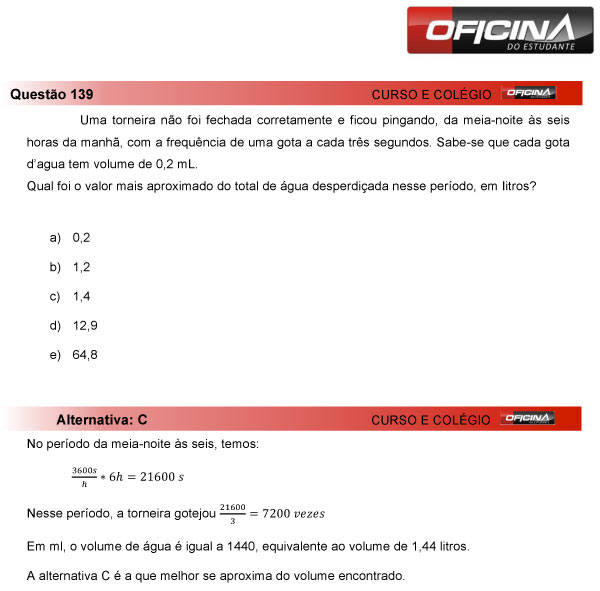 OFICINA
DO ESTUDANTE
Questão 139
CURSO E COLÉGIO OFICINA
Uma torneira não foi fechada corretamente e ficou pingando, da meia-noite às seis
horas da manhã, com a frequência de uma gota a cada três segundos. Sabe-se que cada gota
d’agua tem volume de 0,2 mL.
Qual foi o valor mais aproximado do total de água desperdiçada nesse período, em litros?
a) 0,2
b) 1,2
c) 1,4
d) 12,9
e) 64,8
Alternativa: C
CURSO E COLÉGIO OFICINA
No período da meia-noite às seis, temos:
3600s/h ∗ 6h = 21600 s
Nesse período, a torneira gotejou 21600/3 = 7200 vezes
Em ml, o volume de água é igual a 1440, equivalente ao volume de 1,44 litros.
A alternativa C é a que melhor se aproxima do volume encontrado.